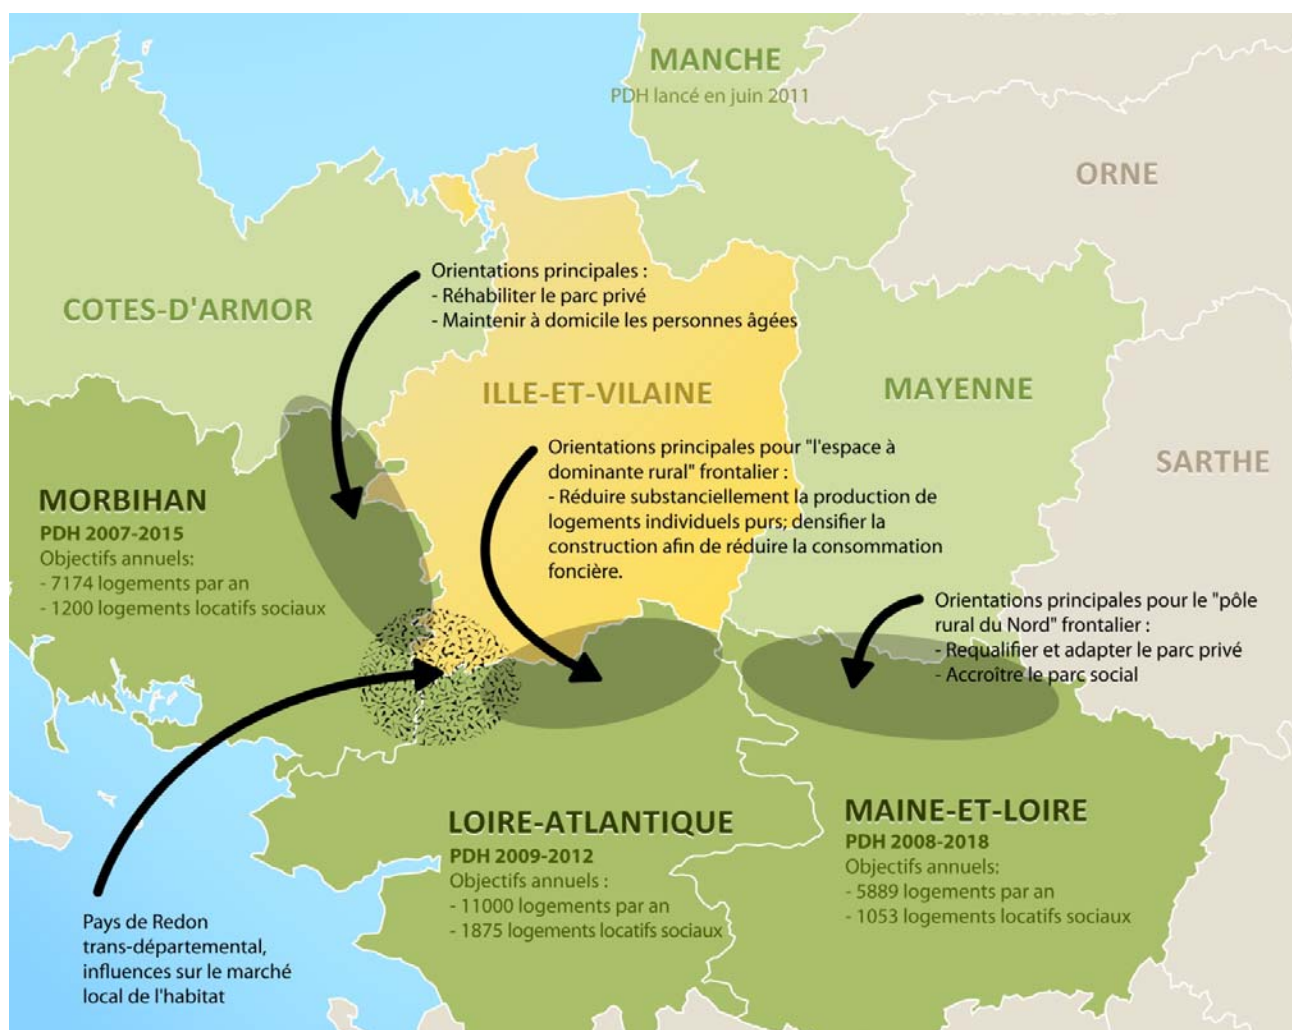 MANCHE
PDH lancé en juin 2011
ORNE
Orientations principales :
- Réhabiliter le parc privé
- Maintenir à domicile les personnes âgées
COTES-D'ARMOR
ILLE-ET-VILAINE
MAYENNE
SARTHE
Orientations principales pour "l'espace à
dominante rural" frontalier :
- Réduire substanciellement la production de
logements individuels purs; densifier la
construction afin de réduire la consommation
foncière.
MORBIHAN
PDH 2007-2015
Objectifs annuels:
- 7174 logements par an
- 1200 logements locatifs sociaux
Orientations principales pour le "pôle
rural du Nord" frontalier :
- Requalifier et adapter le parc privé
- Accroître le parc social
LOIRE-ATLANTIQUE
PDH 2009-2012
Objectifs annuels :
- 11000 logements par an
- 1875 logements locatifs sociaux
MAINE-ET-LOIRE
PDH 2008-2018
Objectifs annuels:
- 5889 logements par an
- 1053 logements locatifs sociaux
Pays de Redon
trans-départemental,
influences sur le marché
local de l'habitat